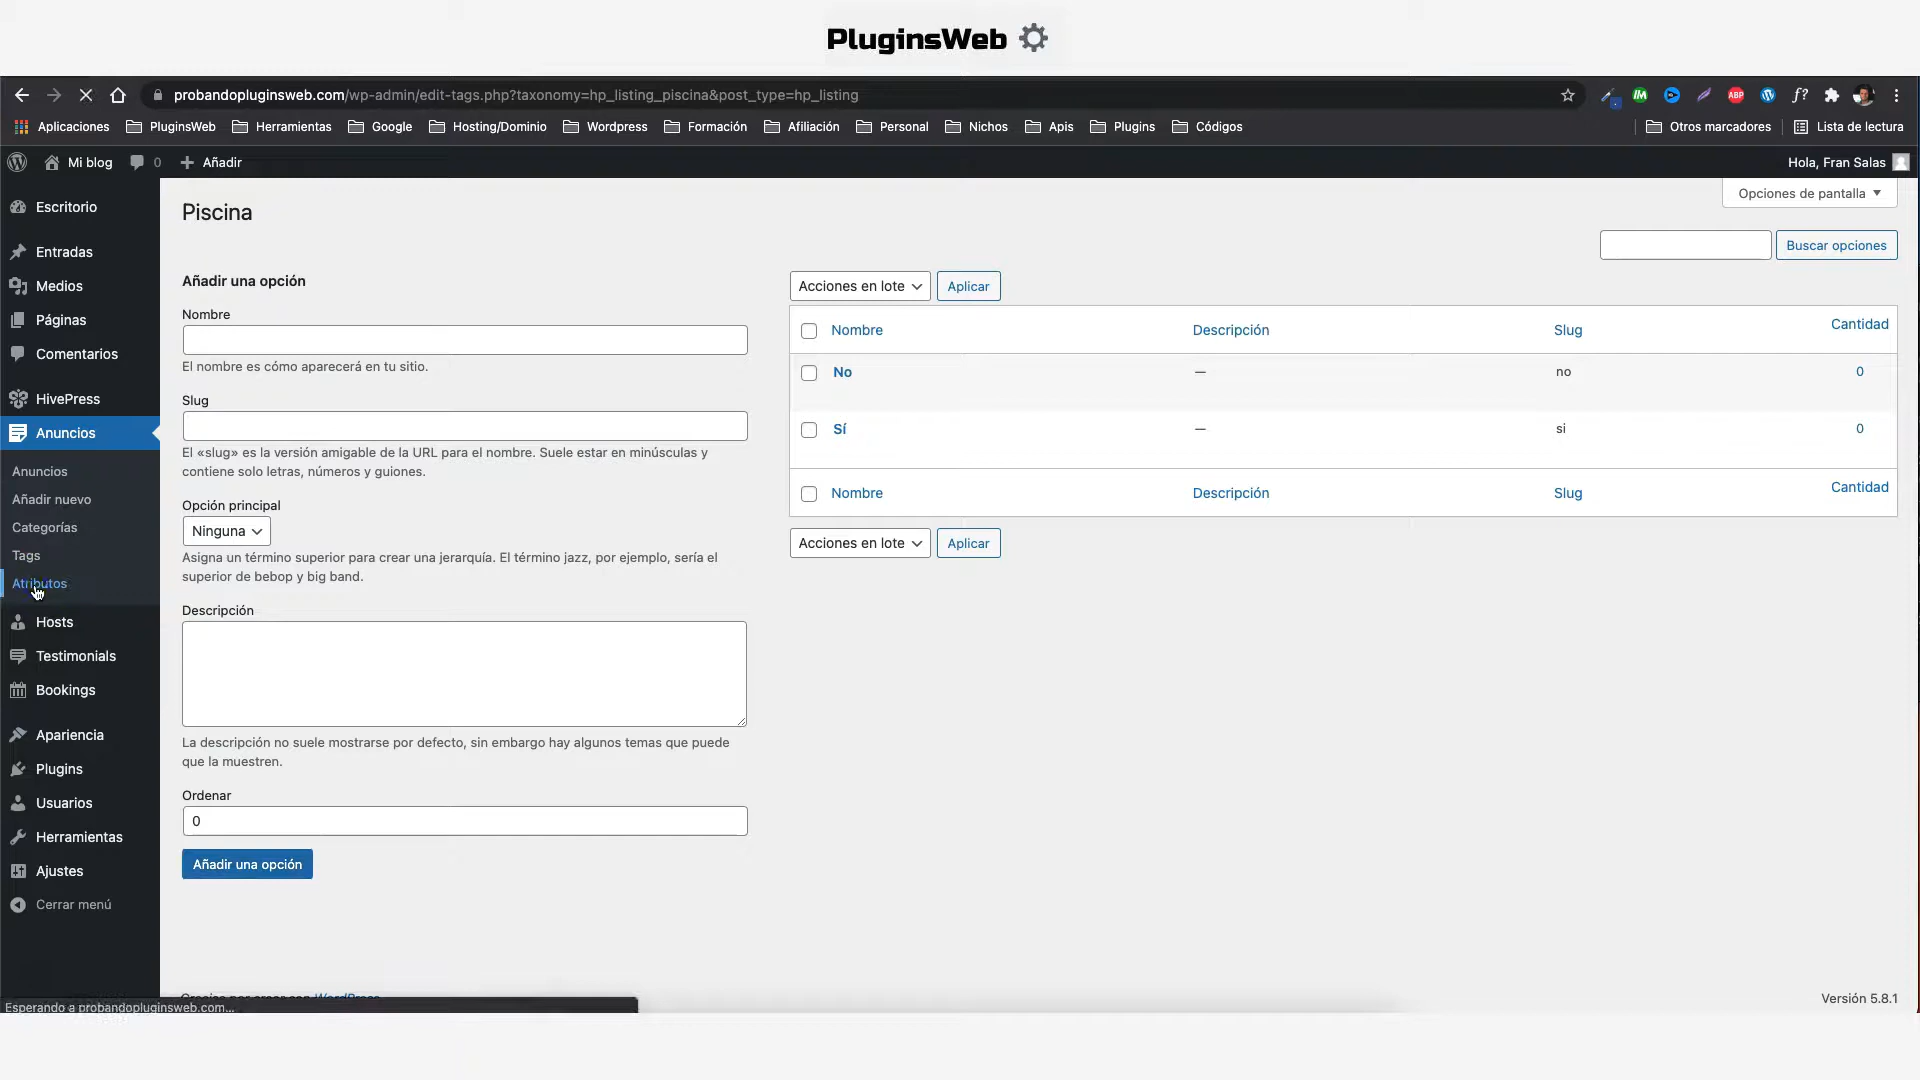 PluginsWeb
probandopluginsweb.com/wp-admin/edit-tags.php?taxonomy=hp_listing_piscina&post_type=hp_listing
ABP
f?
Aplicaciones PluginsWeb Herramientas Google Hosting/Dominio Wordpress Formación Afiliación Personal Nichos Apis Plugins Códigos Otros marcadores Lista de lectura
Mi blog 0 Añadir Hola, Fran Salas
Escritorio
Entradas
Medios
Páginas
Comentarios
HivePress
Anuncios
Anuncios
Añadir nuevo
Categorías
Tags
Atributos
Hosts
Testimonials
Bookings
Apariencia
Plugins
Usuarios
Herramientas
Ajustes
Cerrar menú
Opciones de pantalla
Piscina
Buscar opciones
Añadir una opción
Nombre
El nombre es cómo aparecerá en tu sitio.
Slug
El «slug» es la versión amigable de la URL para el nombre. Suele estar en minúsculas y
contiene solo letras, números y guiones.
Opción principal
Ninguna
Asigna un término superior para crear una jerarquía. El término jazz, por ejemplo, sería el
superior de bebop y big band.
Descripción
La descripción no suele mostrarse por defecto, sin embargo hay algunos temas que puede
que la muestren.
Ordenar
0
Añadir una opción
Acciones en lote Aplicar
Nombre Descripción Slug Cantidad
No — no 0
Sí — si 0
Nombre Descripción Slug Cantidad
Acciones en lote Aplicar
Gracias por crear con WordPress
Versión 5.8.1
Esperando a probandopluginsweb.com...